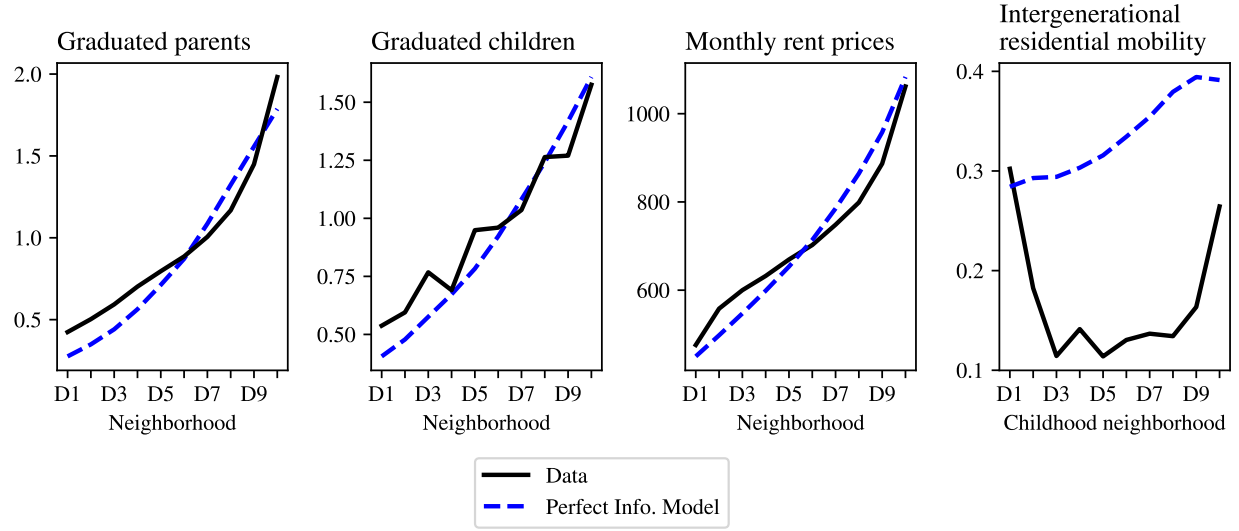 Graduated parents
2.0
1.5
1.0
0.5
D1 D3 D5 D7 D9
Neighborhood
Graduated children
1.50
1.25
1.00
0.75
0.50
D1 D3 D5 D7 D9
Neighborhood
Monthly rent prices
1000
800
600
D1 D3 D5 D7 D9
Neighborhood
Intergenerational
residential mobility
0.4
0.3
0.2
0.1
D1 D3 D5 D7 D9
Childhood neighborhood
Data
Perfect Info. Model